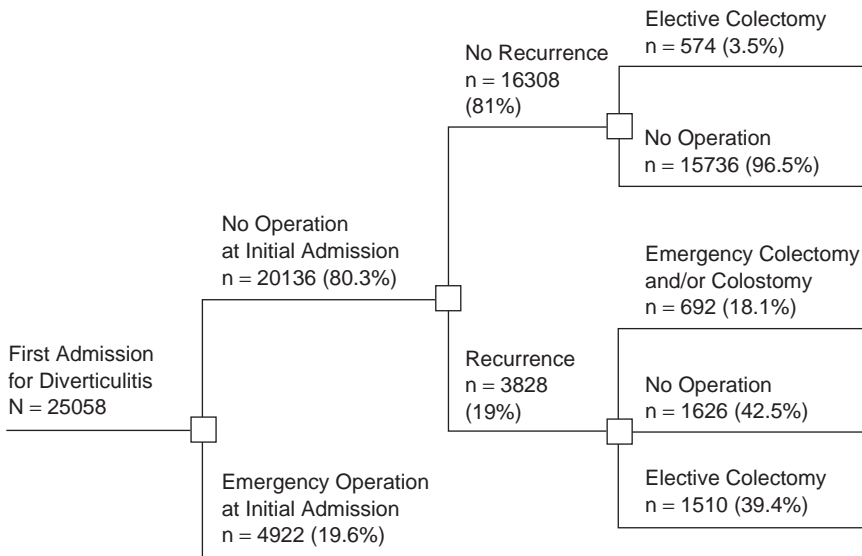 First Admission
for Diverticulitis
N = 25058
No Operation
at Initial Admission
n = 20136 (80.3%)
Emergency Operation
at Initial Admission
n = 4922 (19.6%)
No Recurrence
n = 16308
(81%)
Recurrence
n = 3828
(19%)
Elective Colectomy
n = 574 (3.5%)
No Operation
n = 15736 (96.5%)
Emergency Colectomy
and/or Colostomy
n = 692 (18.1%)
No Operation
n = 1626 (42.5%)
Elective Colectomy
n = 1510 (39.4%)